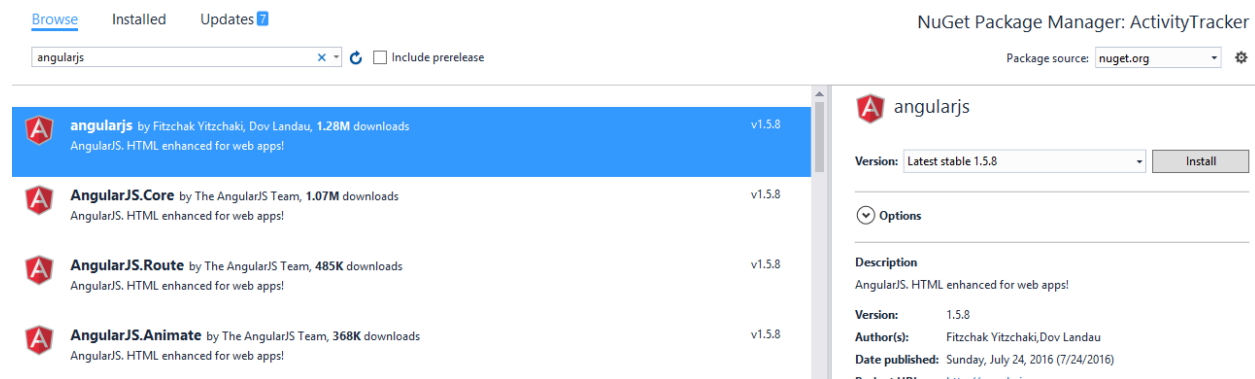 Browse Installed Updates 7
NuGet Package Manager: ActivityTracker
angularjs
Include prerelease
Package source: nuget.org
angularjs by Fitzchak Yitzchaki, Dov Landau, 1.28M downloads v1.5.8
AngularJS. HTML enhanced for web apps!
AngularJS.Core by The AngularJS Team, 1.07M downloads v1.5.8
AngularJS. HTML enhanced for web apps!
AngularJS.Route by The AngularJS Team, 485K downloads v1.5.8
AngularJS. HTML enhanced for web apps!
AngularJS.Animate by The AngularJS Team, 368K downloads v1.5.8
AngularJS. HTML enhanced for web apps!
angularjs
Version: Latest stable 1.5.8 Install
Options
Description
AngularJS. HTML enhanced for web apps!
Version: 1.5.8
Author(s): Fitzchak Yitzchaki,Dov Landau
Date published: Sunday, July 24, 2016 (7/24/2016)